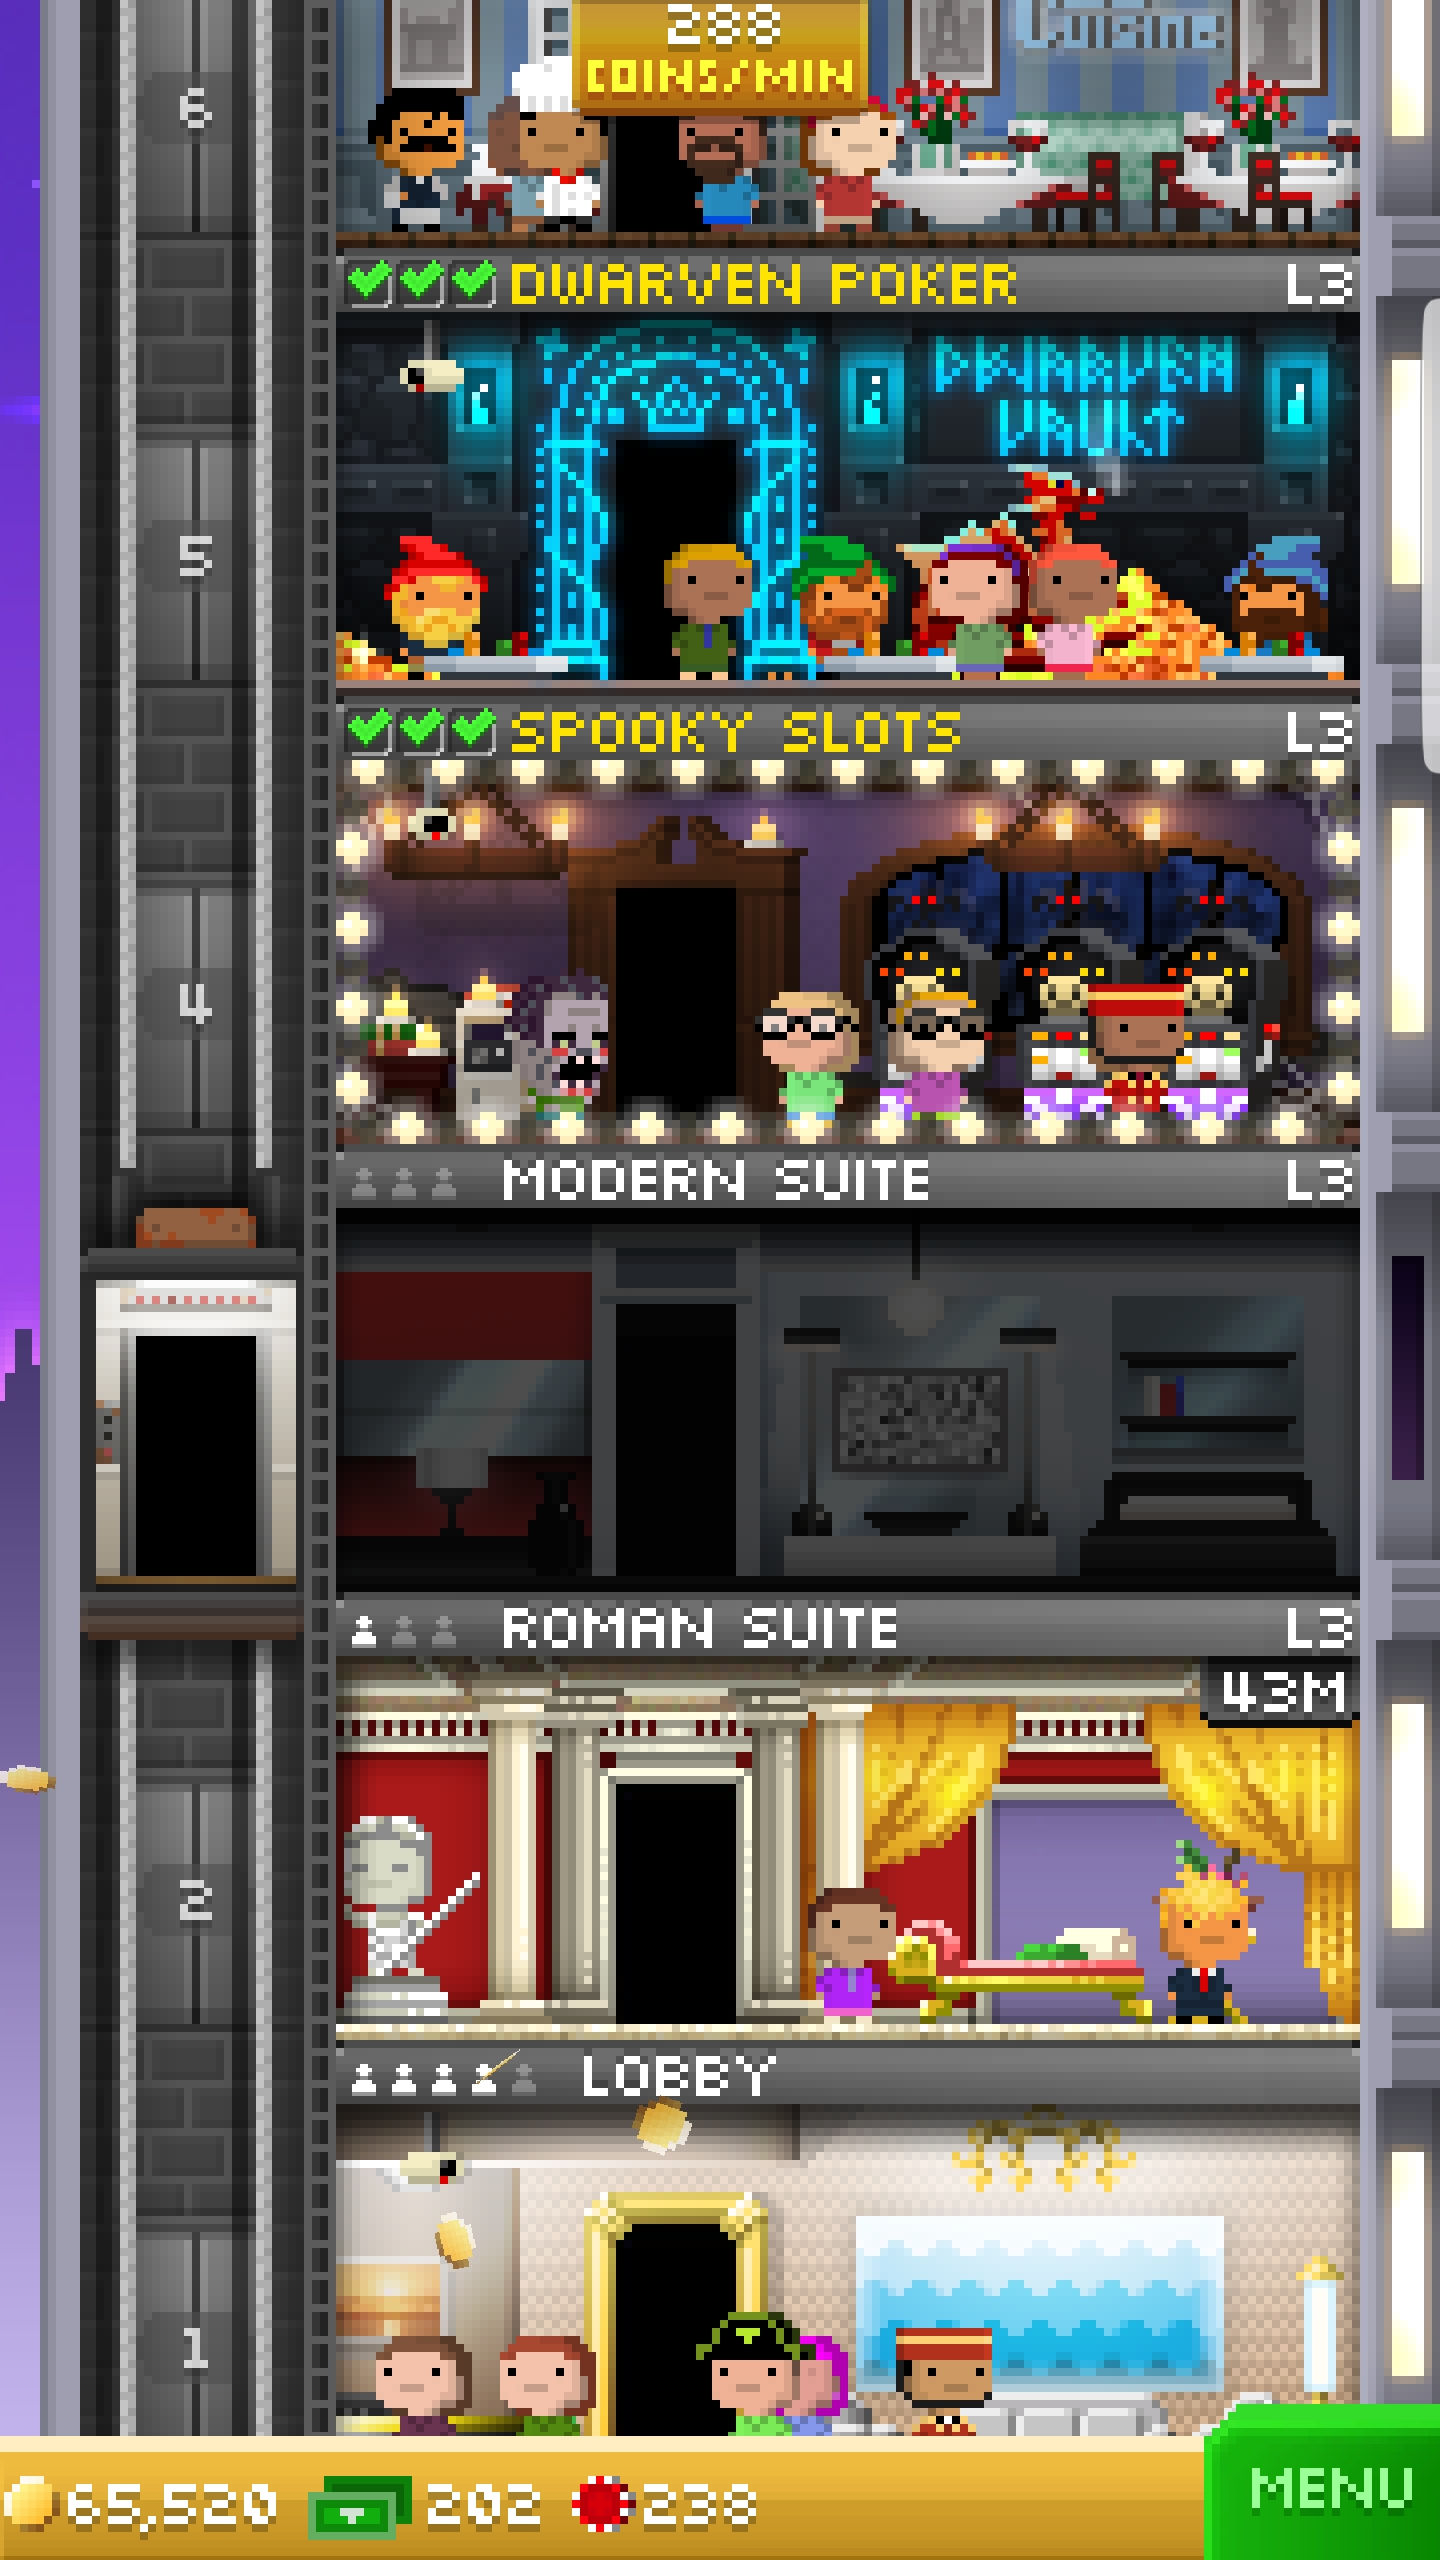 288
COINS/MIN
Cuisine
6
DWARVEN POKER L3
DWARVEN
VAULT
5
SPOOKY SLOTS L3
4
MODERN SUITE L3
ROMAN SUITE L3
43M
2
LOBBY
1
65,520 202 238
MENU